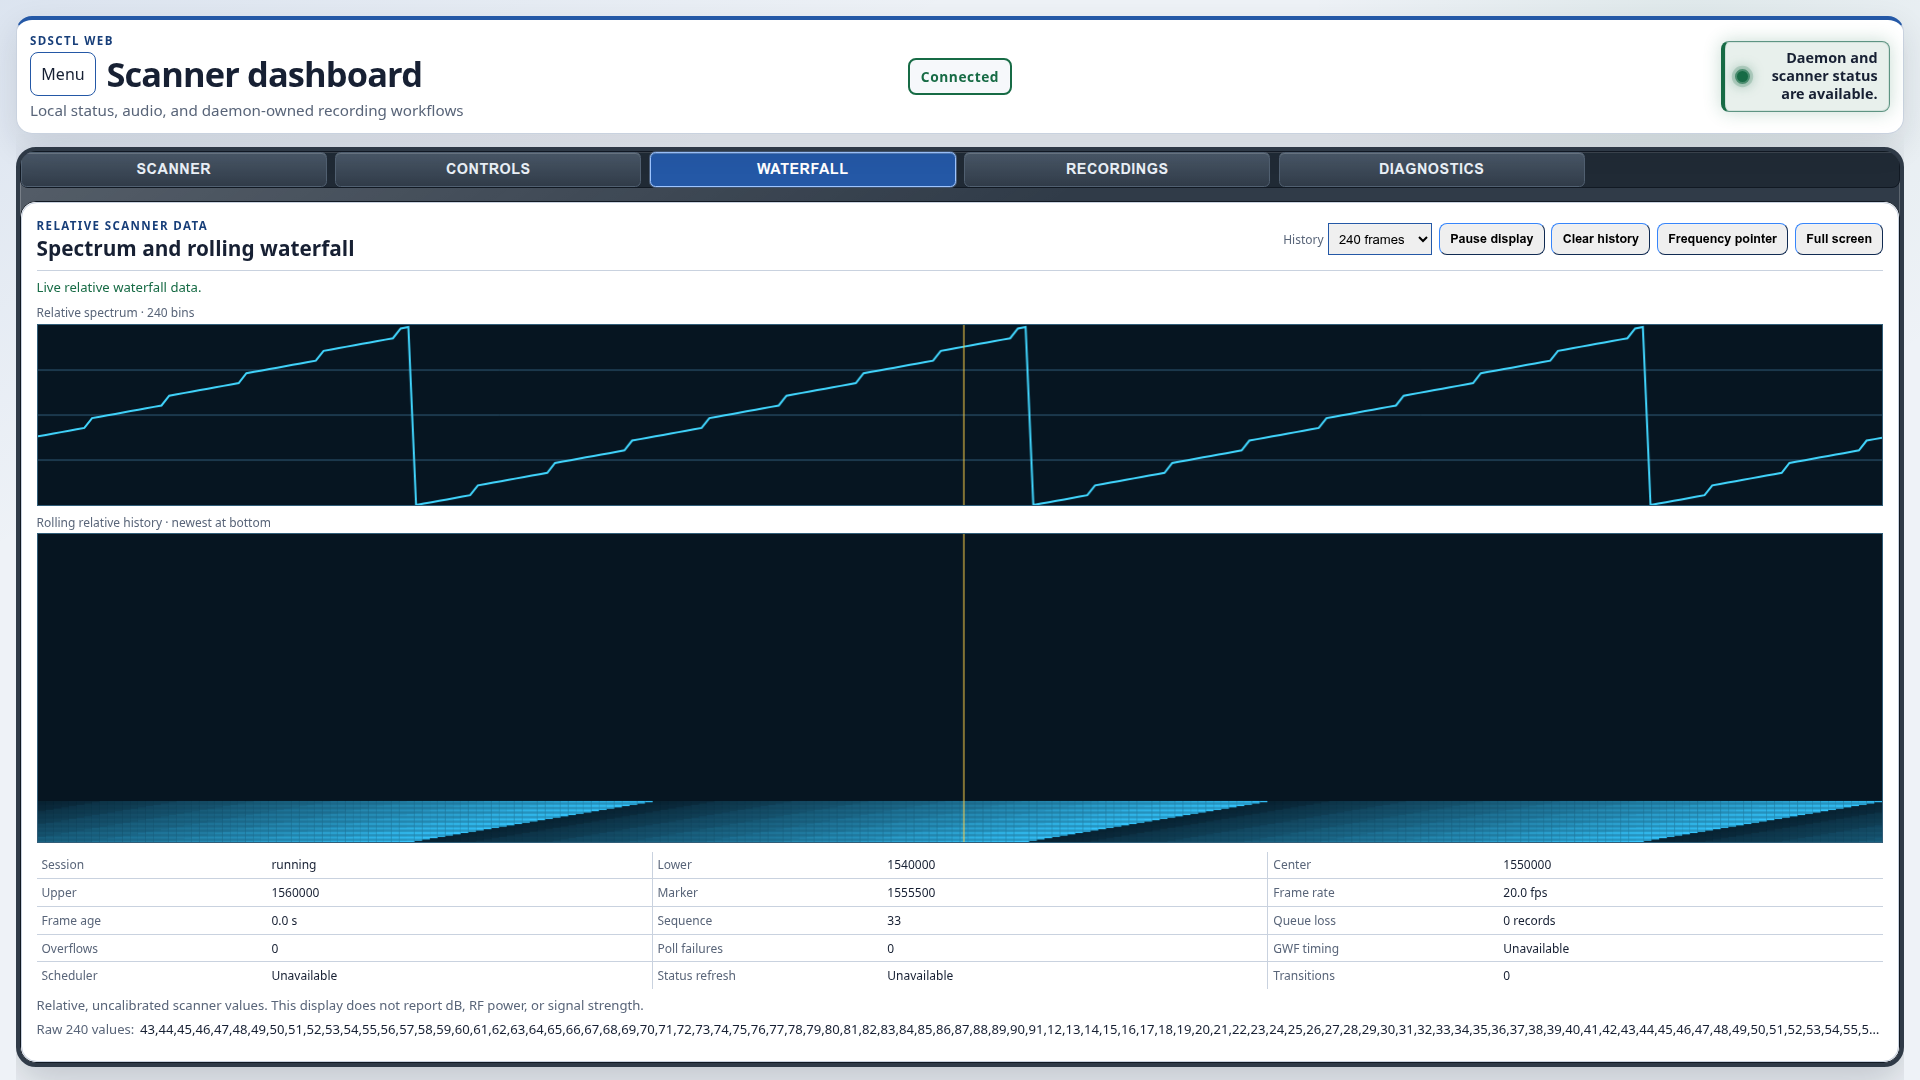 SDSCTL WEB
Menu
Scanner dashboard
Local status, audio, and daemon-owned recording workflows
Connected
Daemon and
scanner status
are available.
SCANNER
CONTROLS
WATERFALL
RECORDINGS
DIAGNOSTICS
RELATIVE SCANNER DATA
Spectrum and rolling waterfall
History
240 frames
Pause display
Clear history
Frequency pointer
Full screen
Live relative waterfall data.
Relative spectrum · 240 bins
Rolling relative history · newest at bottom
Session running
Lower 1540000
Center 1550000
Upper 1560000
Marker 1555500
Frame rate 20.0 fps
Frame age 0.0 s
Sequence 33
Queue loss 0 records
Overflows 0
Poll failures 0
GWF timing Unavailable
Scheduler Unavailable
Status refresh Unavailable
Transitions 0
Relative, uncalibrated scanner values. This display does not report dB, RF power, or signal strength.
Raw 240 values: 43,44,45,46,47,48,49,50,51,52,53,54,55,56,57,58,59,60,61,62,63,64,65,66,67,68,69,70,71,72,73,74,75,76,77,78,79,80,81,82,83,84,85,86,87,88,89,90,91,12,13,14,15,16,17,18,19,20,21,22,23,24,25,26,27,28,29,30,31,32,33,34,35,36,37,38,39,40,41,42,43,44,45,46,47,48,49,50,51,52,53,54,55,5...